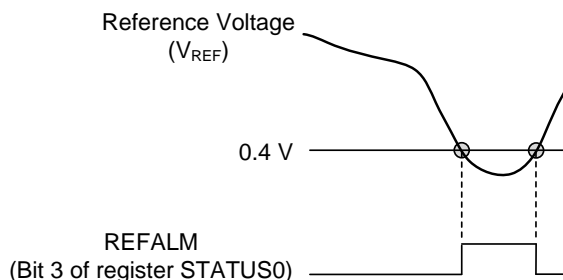 Reference Voltage
(VREF)
0.4 V
REFALM
(Bit 3 of register STATUS0)